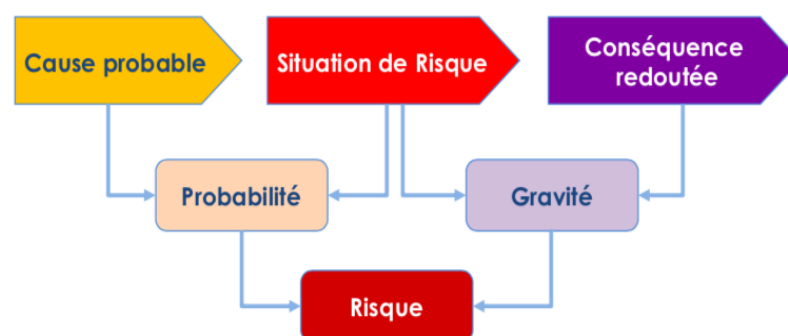 Cause probable
Situation de Risque
Conséquence
redoutée
Probabilité
Gravité
Risque